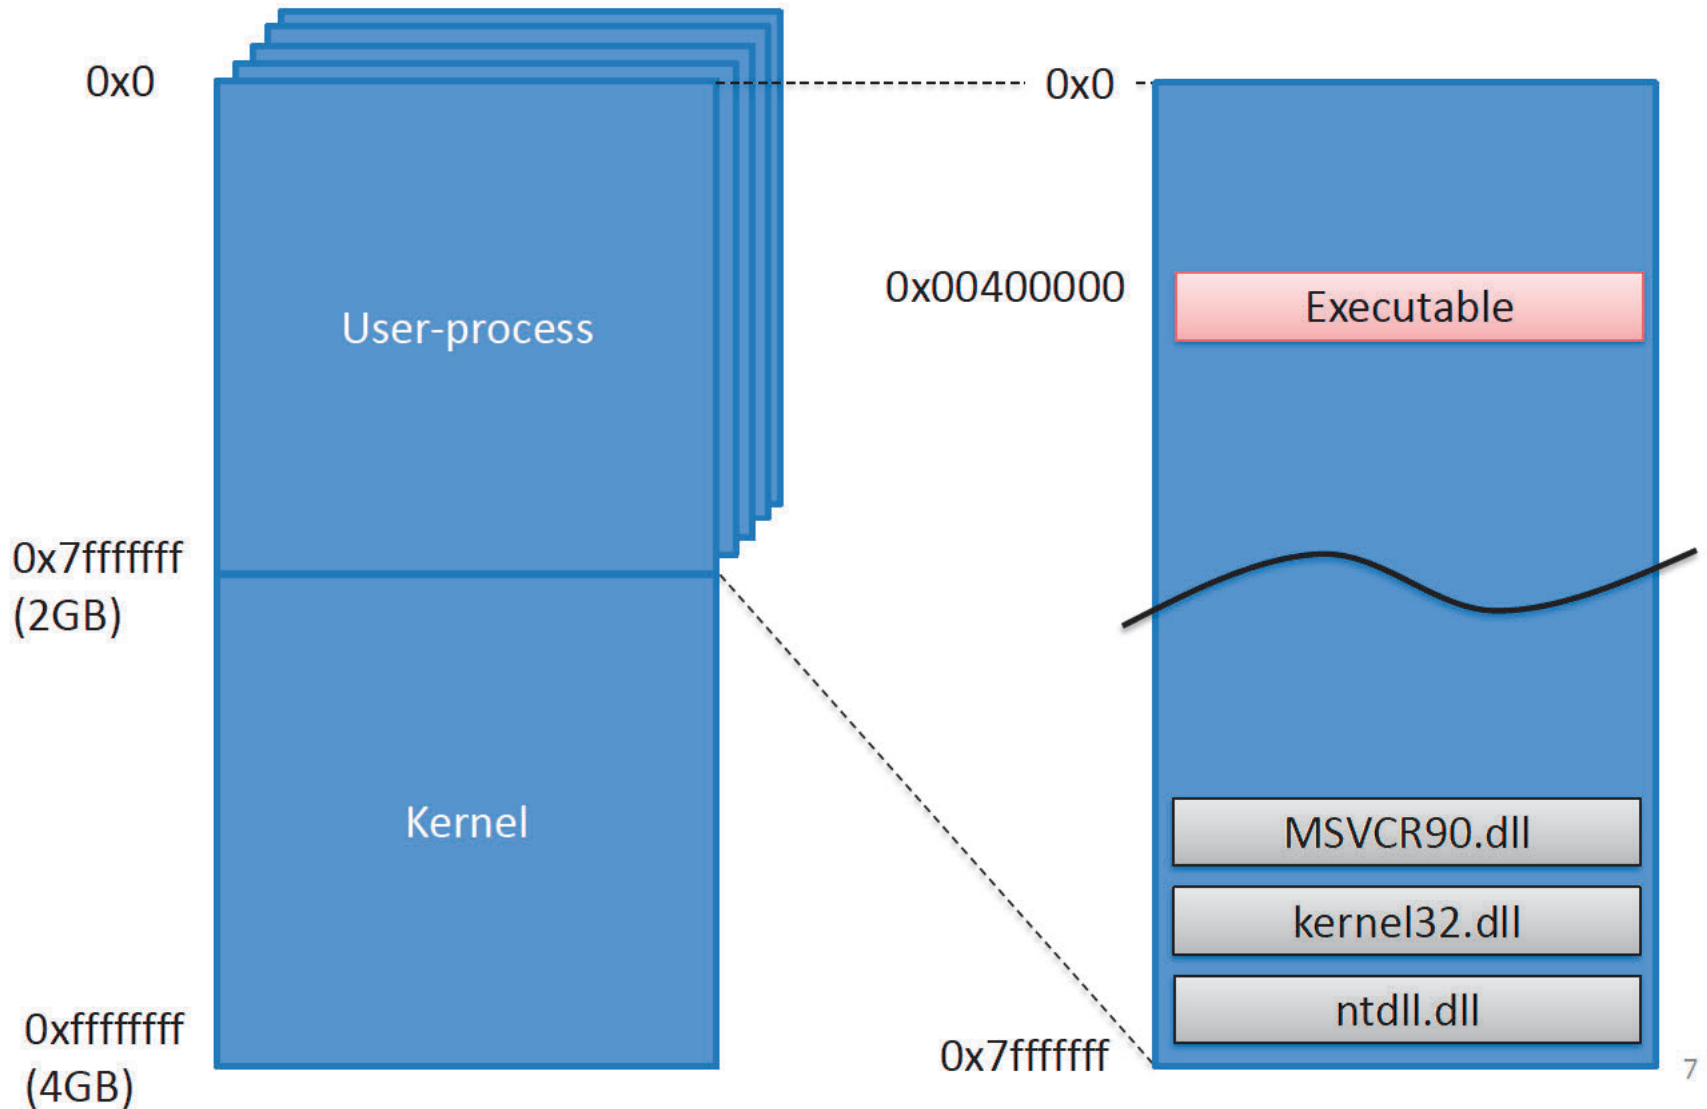 0x0
User-process
0x7fffffff
(2GB)
Kernel
0xffffffff
(4GB)
0x0
0x00400000
Executable
MSVCR90.dll
kernel32.dll
ntdll.dll
0x7fffffff
7